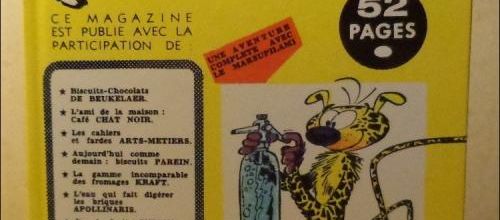 CE MAGAZINE
EST PUBLIE AVEC LA
PARTICIPATION DE :
52
PAGES
UNE AVENTURE
COMPLETE AVEC
LE MARSUPILAMI
★ Biscuits-Chocolats
DE BEUKELAER.
★ L'ami de la maison :
Café CHAT NOIR.
★ Les cahiers
et fardes ARTS-METIERS.
★ Aujourd'hui comme
demain : biscuits PAREIN.
★ La gamme incomparable
des fromages KRAFT.
★ L'eau qui fait digérer
les briques
APOLLINARIS.